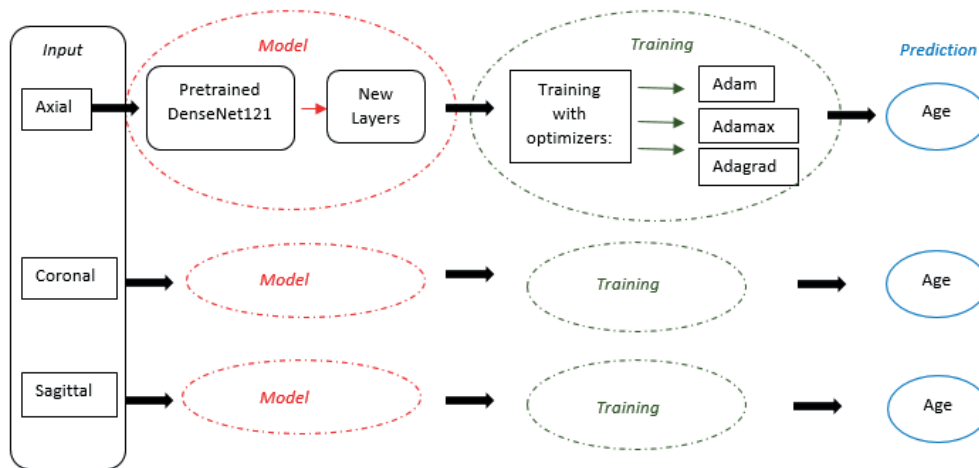 Input
Model
Training
Prediction
Axial
Pretrained
DenseNet121
New
Layers
Training
with
optimizers:
Adam
Adamax
Adagrad
Age
Coronal
Model
Training
Age
Sagittal
Model
Training
Age